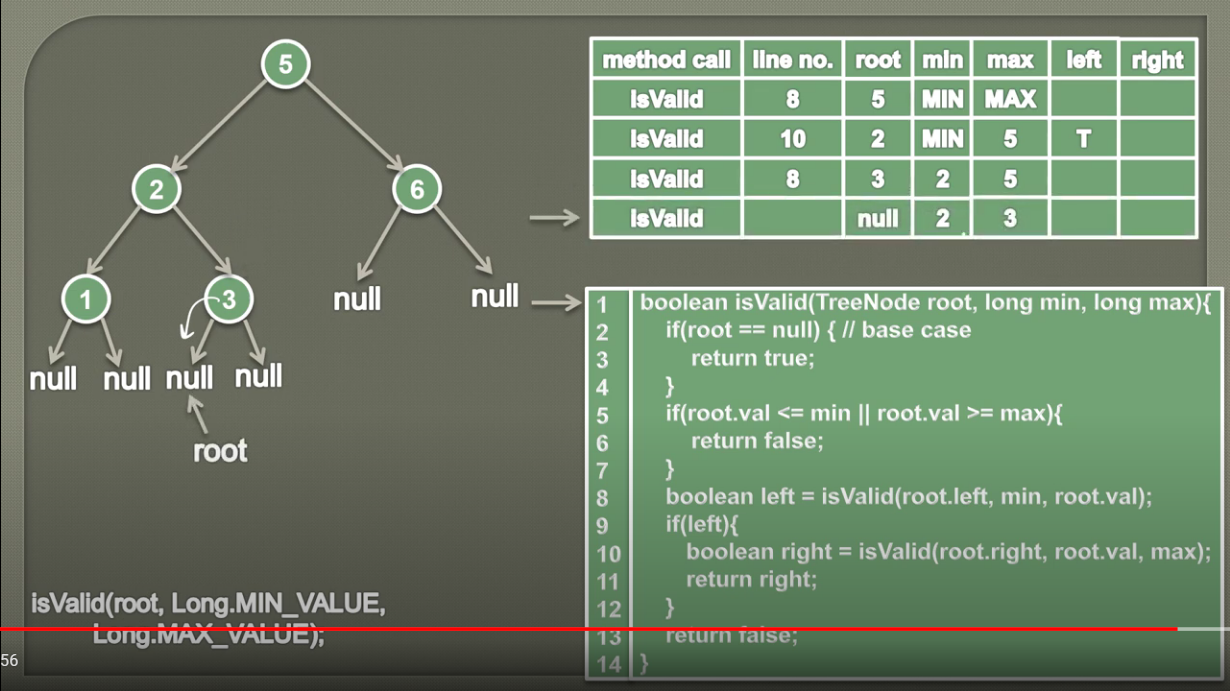 5
2
6
1
3
null
null
null
null
null
null
root
isValid(root, Long.MIN_VALUE,
Long.MAX_VALUE);
56
method call line no. root min max left right
isValid 8 5 MIN MAX
isValid 10 2 MIN 5 T
isValid 8 3 2 5
isValid null 2 3
1 boolean isValid(TreeNode root, long min, long max){
2 if(root == null) { // base case
3 return true;
4 }
5 if(root.val <= min || root.val >= max){
6 return false;
7 }
8 boolean left = isValid(root.left, min, root.val);
9 if(left){
10 boolean right = isValid(root.right, root.val, max);
11 return right;
12 }
13 return false;
14 }